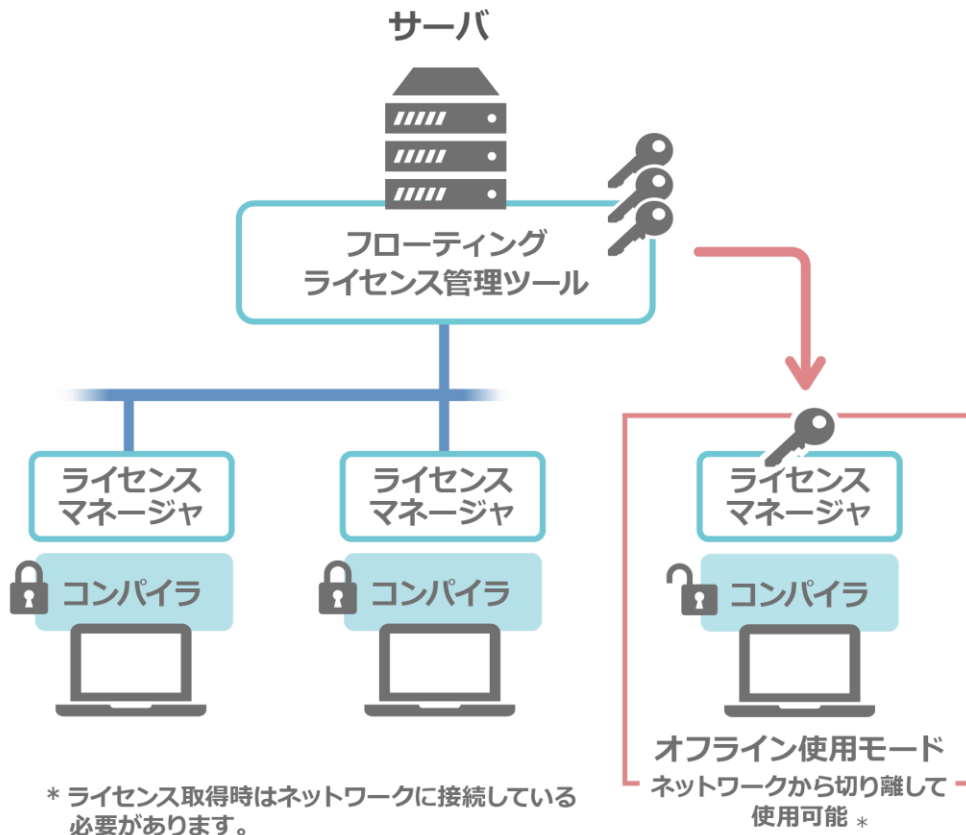 サーバ
フローティング
ライセンス管理ツール
ライセンス
マネージャ
コンパイラ
ライセンス
マネージャ
コンパイラ
ライセンス
マネージャ
コンパイラ
オフライン使用モード
ネットワークから切り離して
使用可能 *
* ライセンス取得時はネットワークに接続している
必要があります。